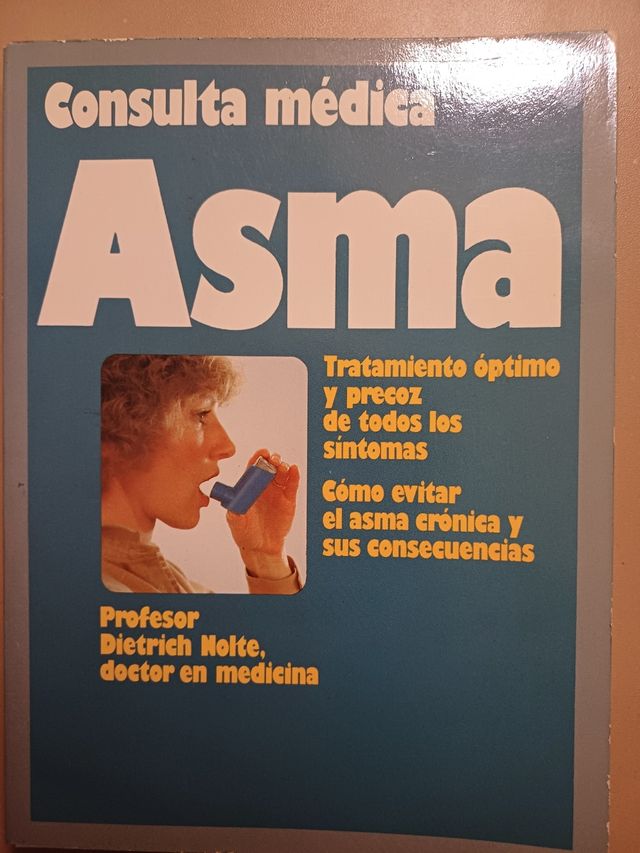 Consulta médica
Asma
Tratamiento óptimo
y precoz
de todos los
síntomas
Cómo evitar
el asma crónica y
sus consecuencias
Profesor
Dietrich Nolte,
doctor en medicina